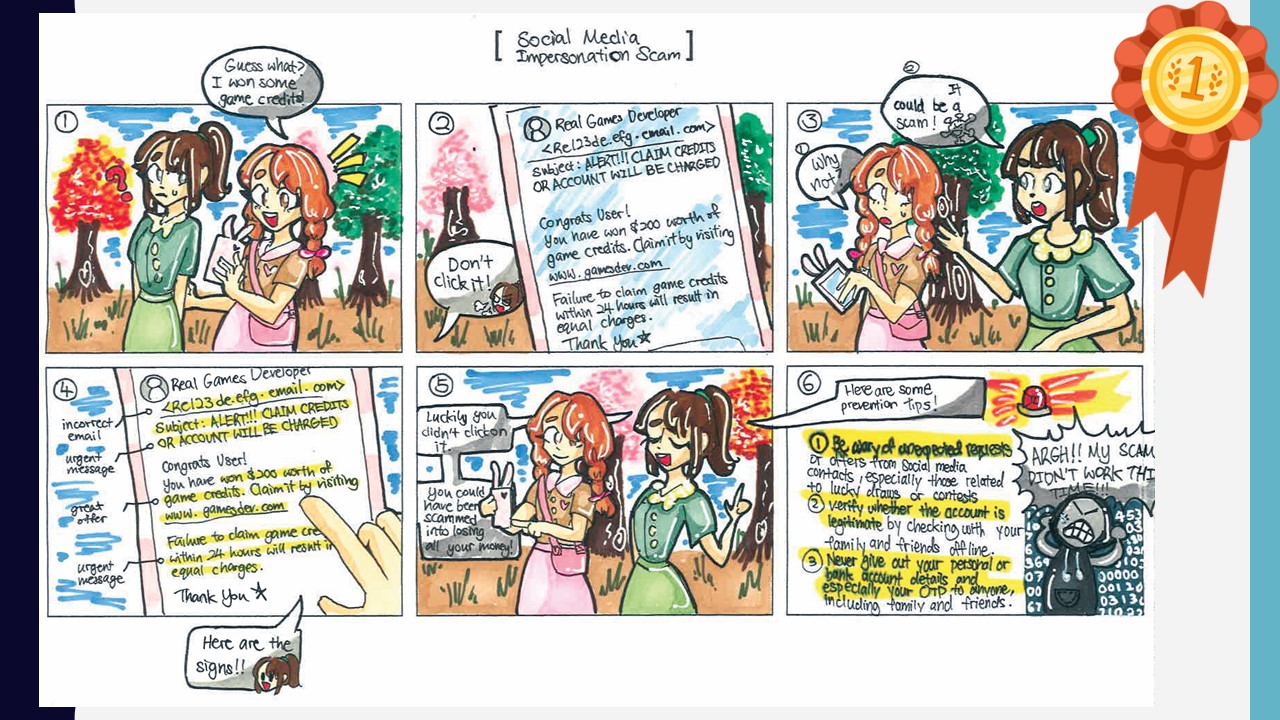 [ Social Media
Impersonation Scam ]
①
Guess what?
I won some
game credits!
?
②
Real Games Developer
<Re123de.efg.email.com>
Subject: ALERT!!! CLAIM CREDITS
OR ACCOUNT WILL BE CHARGED
Congrats User!
You have won $200 worth of
game credits. Claim it by visiting
www.gamesdev.com
Failure to claim game credits
within 24 hours will result in
equal charges.
Thank You
Don't
click it!
③
①
Why
not?
②
It
could be a
scam!
④
Real Games Developer
<Re123de.efg.email.com>
Subject: ALERT!!! CLAIM CREDITS
OR ACCOUNT WILL BE CHARGED
Congrats User!
You have won $200 worth of
game credits. Claim it by visiting
www.gamesdev.com
Failure to claim game cre
within 24 hours will result in
equal charges.
Thank You
incorrect
email
urgent
message
great
offer
urgent
message
Here are the
signs!!
⑤
Luckily you
didn't click on
it.
You could
have been
scammed
into losing
all your money!
⑥
Here are some
prevention tips!
① Be wary of unexpected requests
or offers from social media
contacts, especially those related
to lucky draws or contests
② Verify whether the account is
legitimate by checking with your
family and friends offline.
③ Never give out your personal or
bank account details and
especially your OTP to anyone,
including family and friends.
ARGH!! MY SCAM
DIDN'T WORK THI
TIME!!!
1